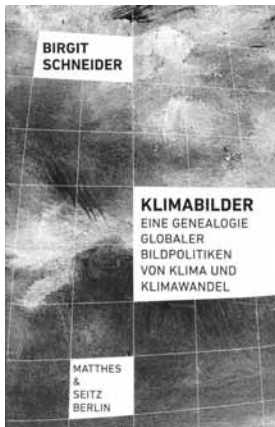 BIRGIT
SCHNEIDER
KLIMABILDER
EINE GENEALOGIE
GLOBALER
BILDPOLITIKEN
VON KLIMA UND
KLIMAWANDEL
MATTHES
&
SEITZ
BERLIN